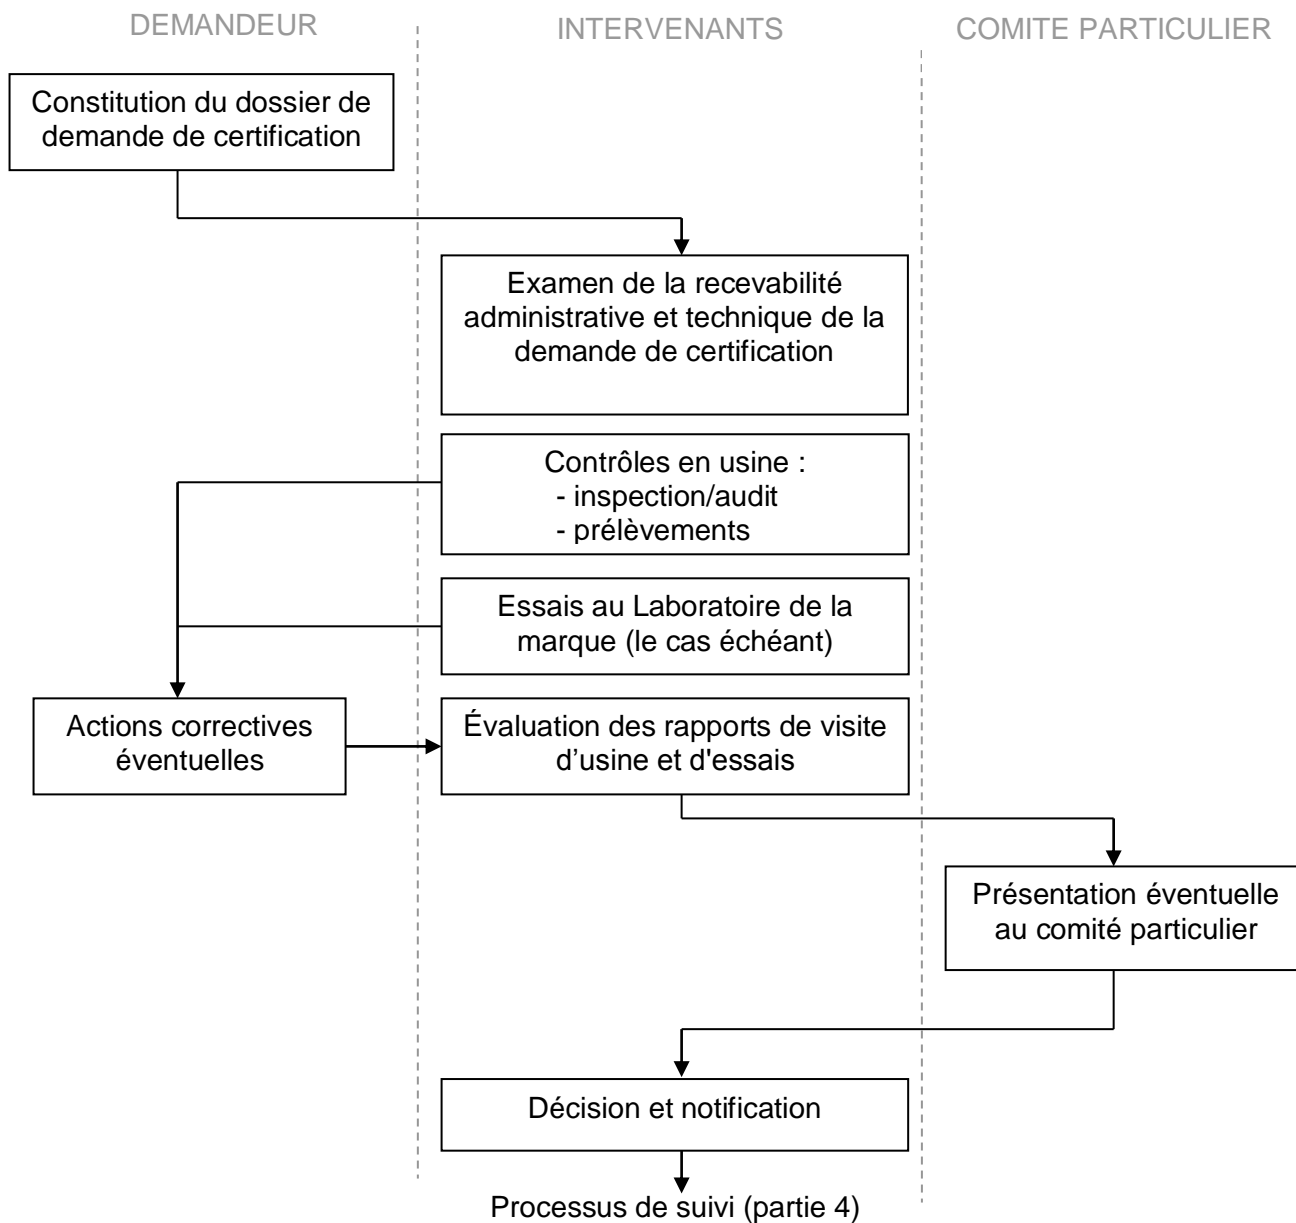 DEMANDEUR
INTERVENANTS
COMITE PARTICULIER
Constitution du dossier de
demande de certification
Examen de la recevabilité
administrative et technique de la
demande de certification
Contrôles en usine :
- inspection/audit
- prélèvements
Essais au Laboratoire de la
marque (le cas échéant)
Actions correctives
éventuelles
Évaluation des rapports de visite
d’usine et d'essais
Présentation éventuelle
au comité particulier
Décision et notification
Processus de suivi (partie 4)